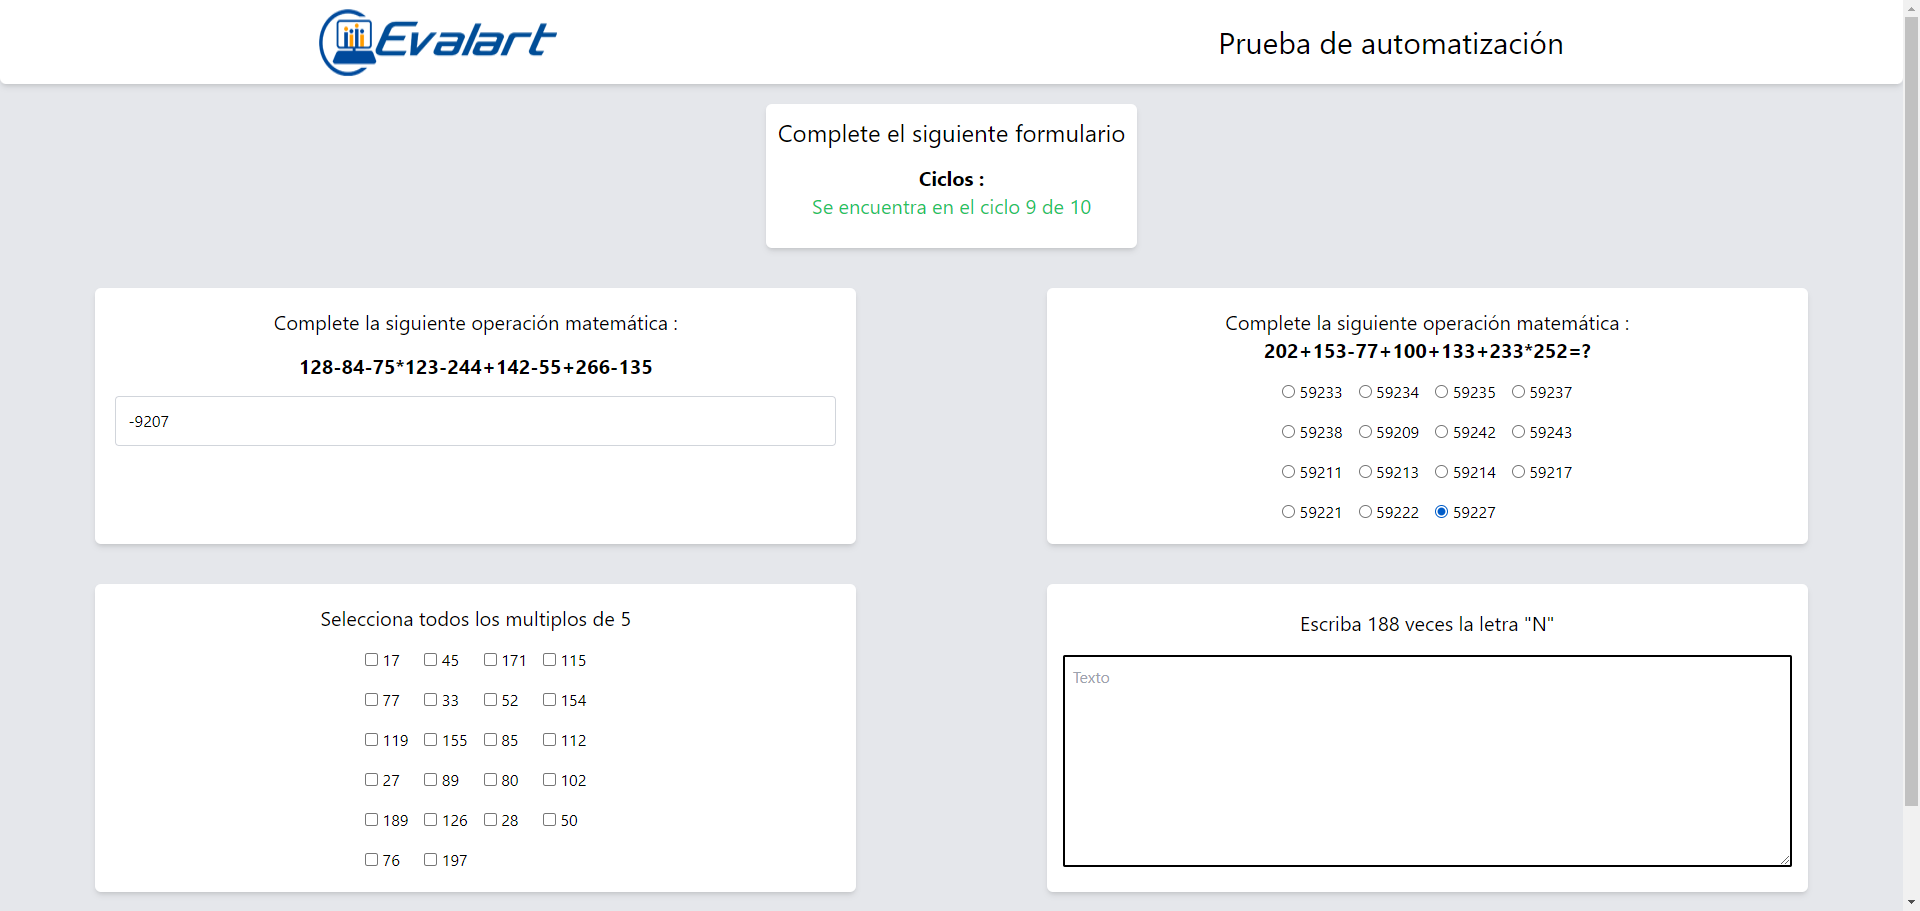 Evalart
Prueba de automatización
Complete el siguiente formulario
Ciclos :
Se encuentra en el ciclo 9 de 10
Complete la siguiente operación matemática :
128-84-75*123-244+142-55+266-135
-9207
Complete la siguiente operación matemática :
202+153-77+100+133+233*252=?
59233 59234 59235 59237
59238 59209 59242 59243
59211 59213 59214 59217
59221 59222 59227
Selecciona todos los multiplos de 5
17 45 171 115
77 33 52 154
119 155 85 112
27 89 80 102
189 126 28 50
76 197
Escriba 188 veces la letra "N"
Texto